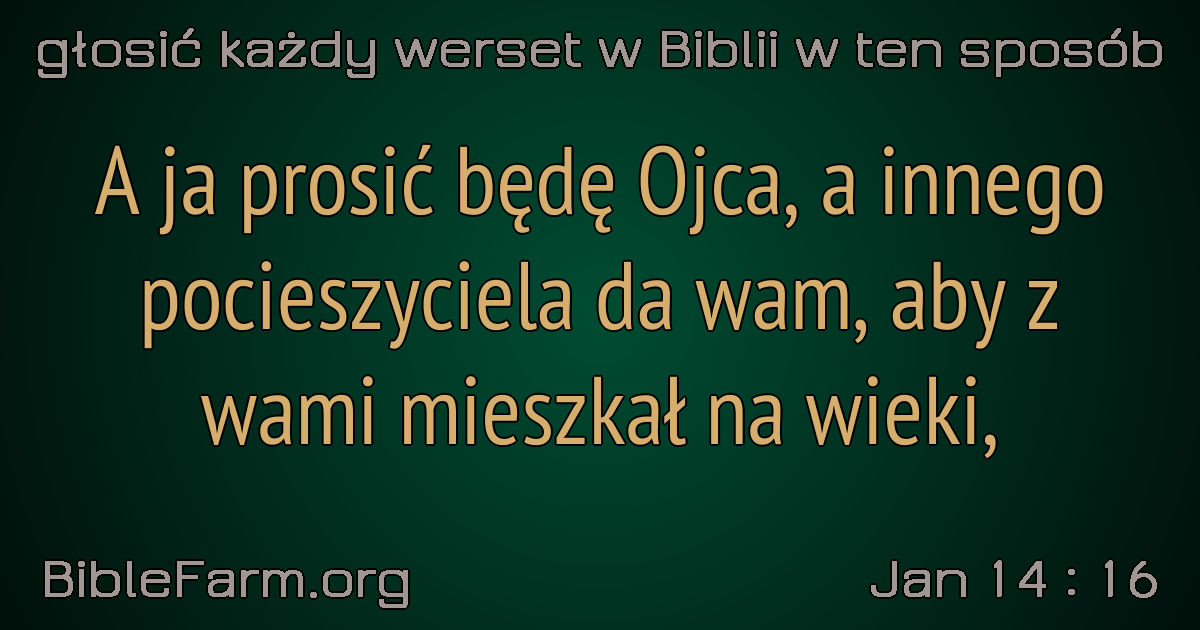 głosić każdy werset w Biblii w ten sposób
A ja prosić będę Ojca, a innego
pocieszyciela da wam, aby z
wami mieszkał na wieki,
BibleFarm.org
Jan 14 : 16